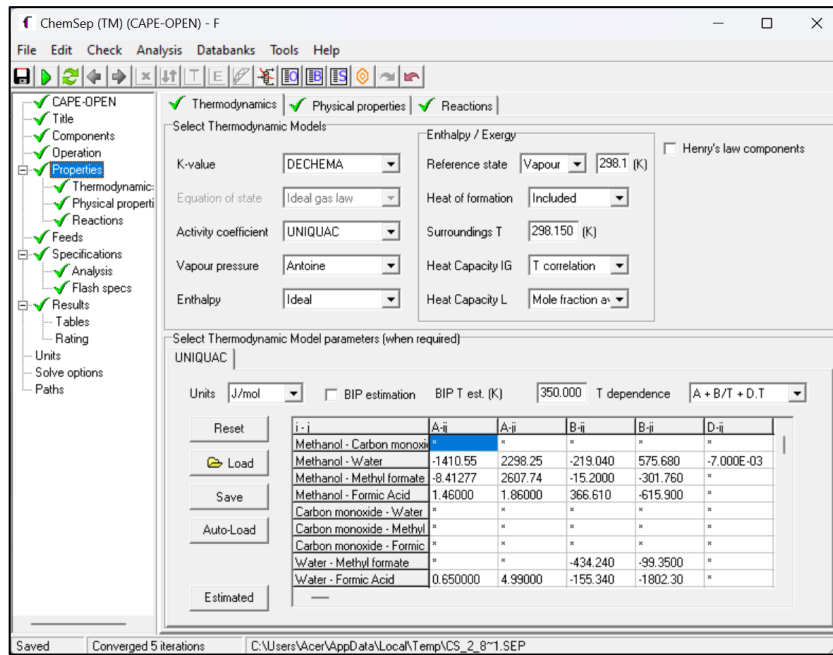 ChemSep (TM) (CAPE-OPEN) - F
File Edit Check Analysis Databanks Tools Help
CAPE-OPEN
Title
Components
Operation
Properties
Thermodynamic:
Physical properti
Reactions
Feeds
Specifications
Analysis
Flash specs
Results
Tables
Rating
Units
Solve options
Paths
Thermodynamics Physical properties Reactions
Select Thermodynamic Models
K-value DECHEMA
Equation of state Ideal gas law
Activity coefficient UNIQUAC
Vapour pressure Antoine
Enthalpy Ideal
Enthalpy / Exergy
Reference state Vapour 298.1 (K)
Heat of formation Included
Surroundings T 298.150 (K)
Heat Capacity IG T correlation
Heat Capacity L Mole fraction av
Henry's law components
Select Thermodynamic Model parameters (when required)
UNIQUAC
Units J/mol BIP estimation BIP T est. (K) 350.000 T dependence A + B/T + D.T
Reset
Load
Save
Auto-Load
Estimated
i - j A-ij A-ji B-ij B-ji D-ij
Methanol - Carbon monoxi * * * * *
Methanol - Water -1410.55 2298.25 -219.040 575.680 -7.000E-03
Methanol - Methyl formate -8.41277 2607.74 -15.2000 -301.760 *
Methanol - Formic Acid 1.46000 1.86000 366.610 -615.900 *
Carbon monoxide - Water * * * * *
Carbon monoxide - Methyl * * * * *
Carbon monoxide - Formic * * * * *
Water - Methyl formate * * -434.240 -99.3500 *
Water - Formic Acid 0.650000 4.99000 -155.340 -1802.30 *
Saved Converged 5 iterations C:\Users\Acer\AppData\Local\Temp\CS_2_8~1.SEP